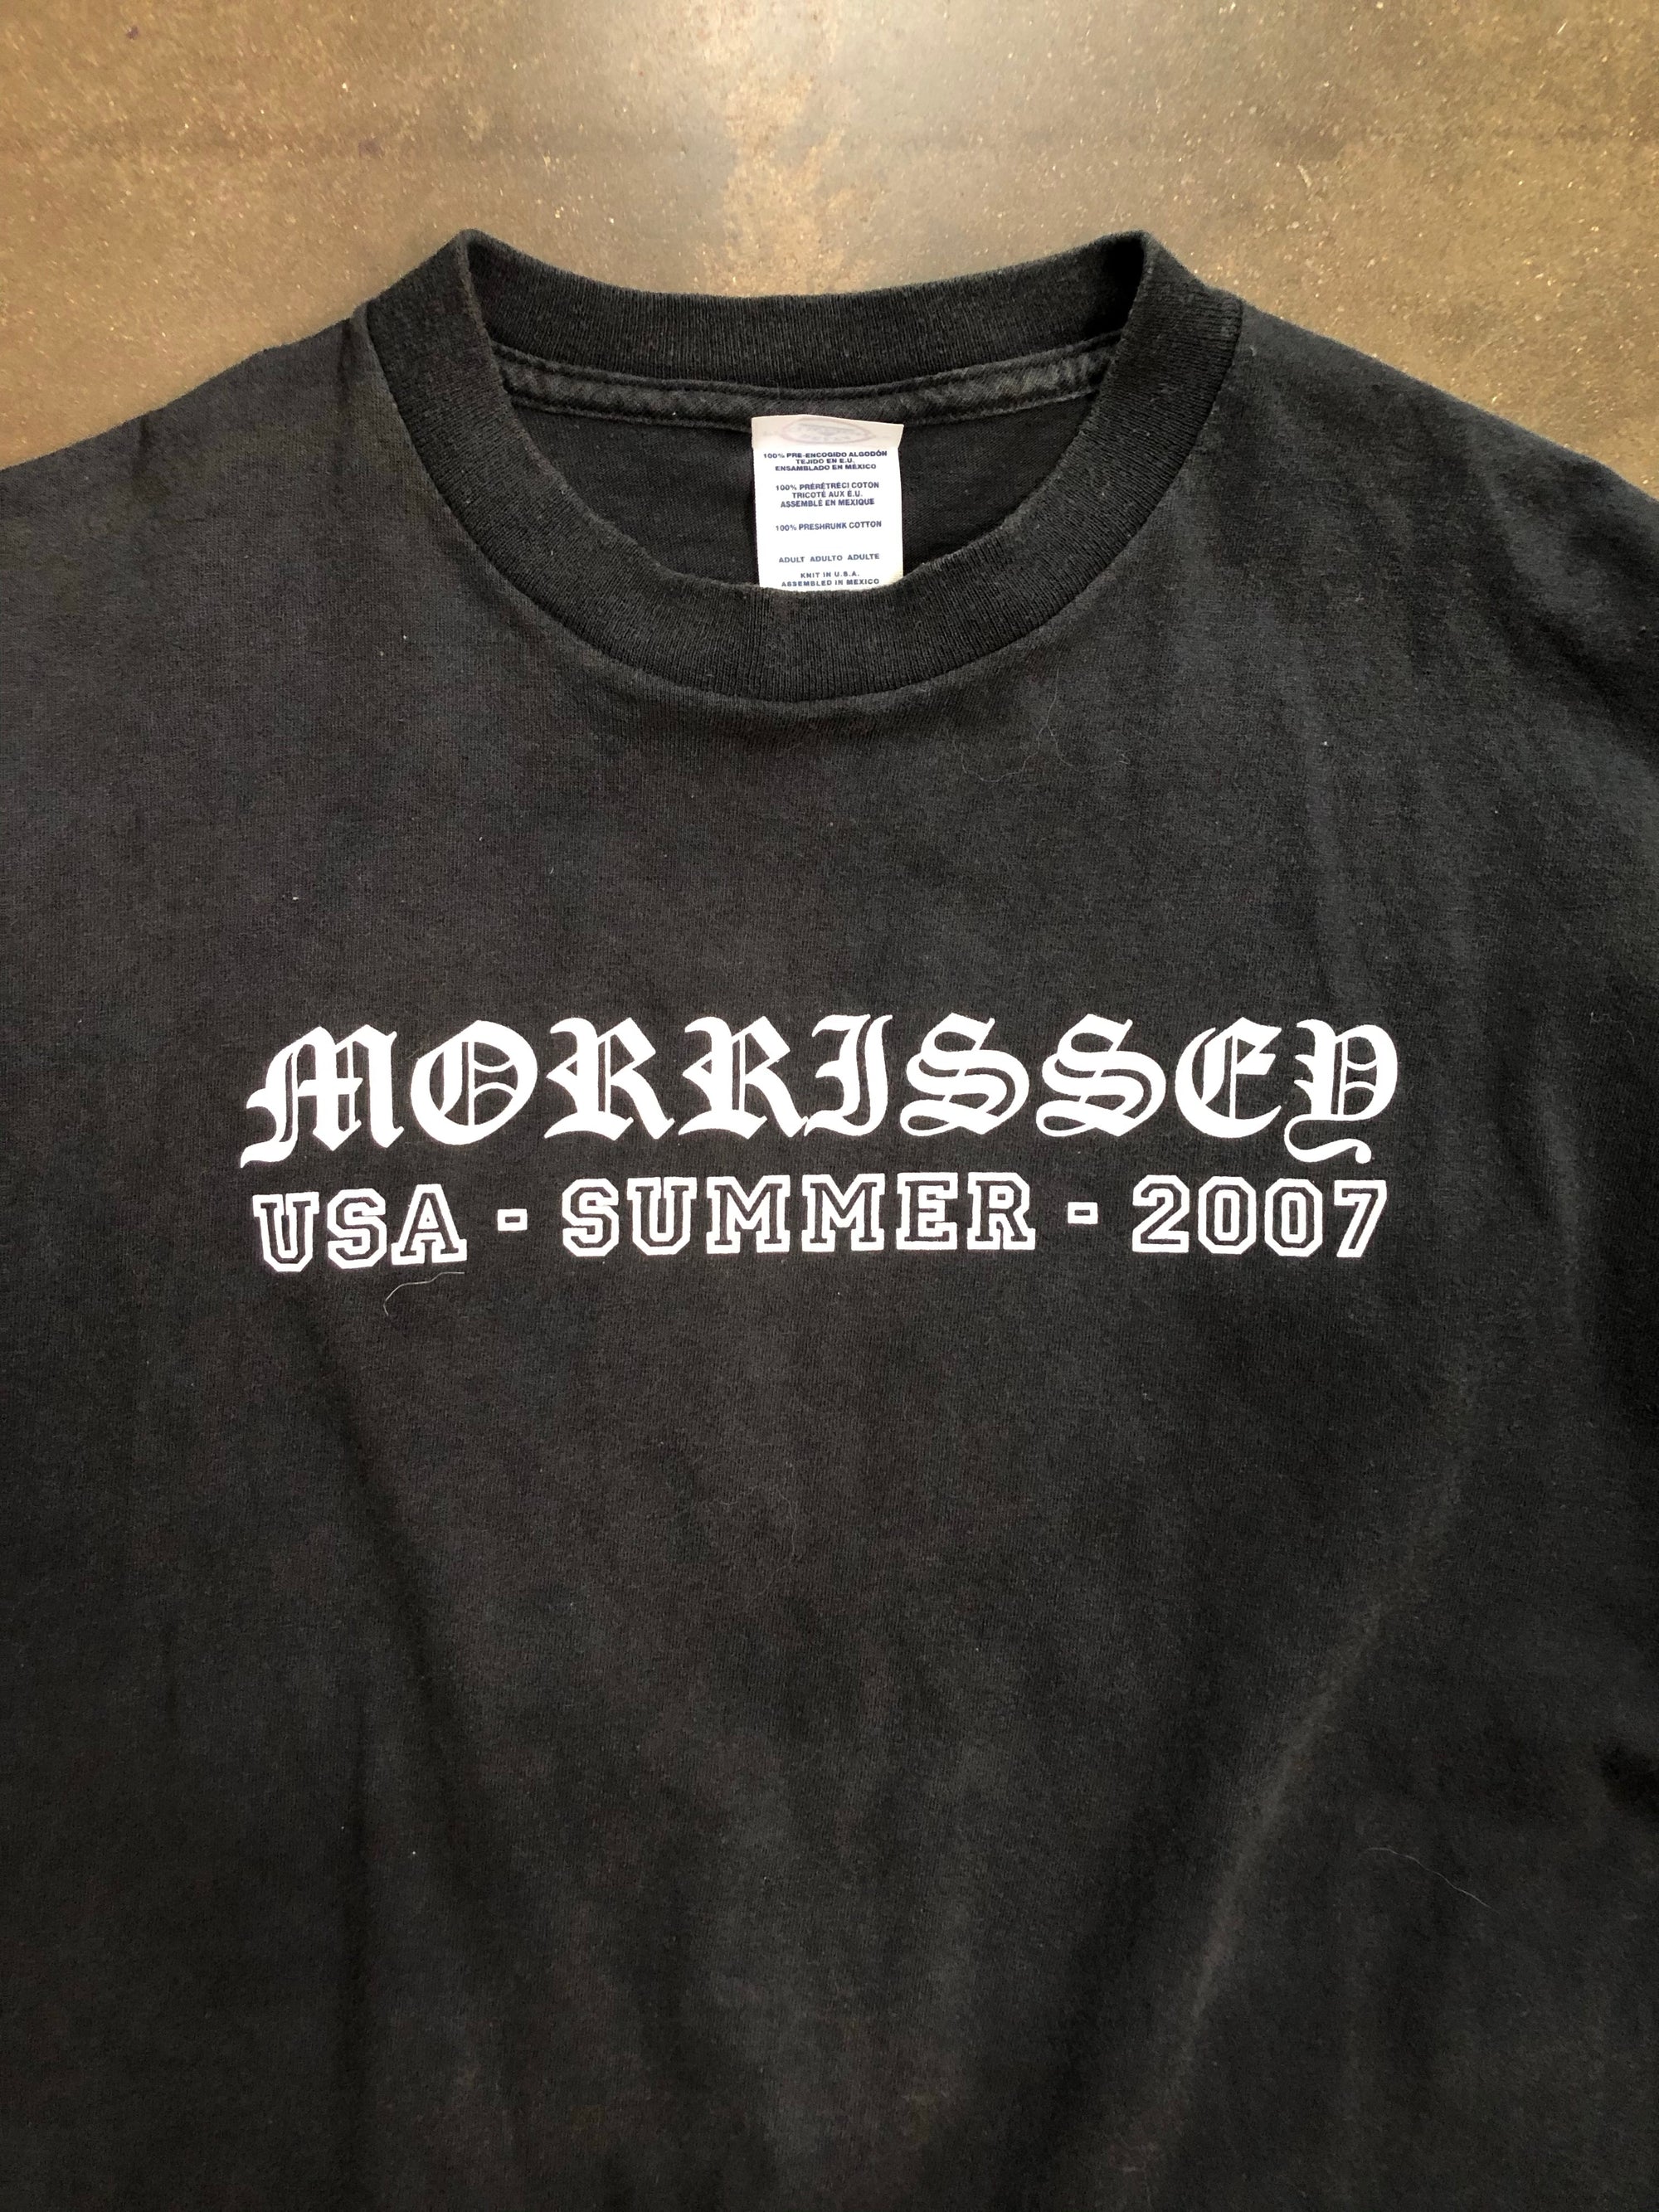 100% PRE-ENCOGIDO ALGODÓN
TEJIDO EN E.U.
ENSAMBLADO EN MÉXICO
100% PRÉRÉTRÉCI COTON
TRICOTÉ AUX É.U.
ASSEMBLÉ EN MEXIQUE
100% PRESHRUNK COTTON
ADULT ADULTO ADULTE
KNIT IN U.S.A.
ASSEMBLED IN MEXICO
MORRISSEY
USA - SUMMER - 2007